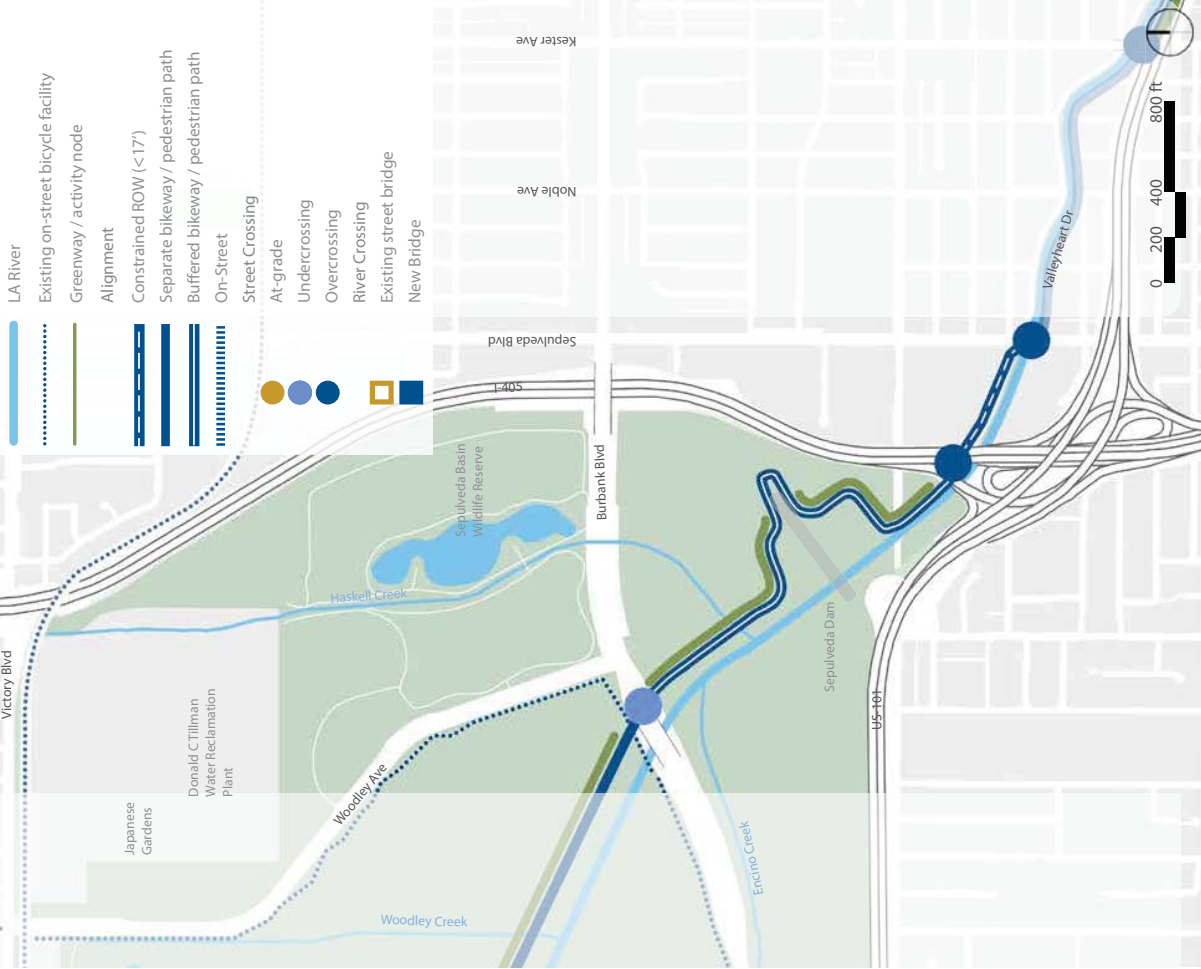 LA River
Existing on-street bicycle facility
Greenway / activity node
Alignment
Constrained ROW (<17')
Separate bikeway / pedestrian path
Buffered bikeway / pedestrian path
On-Street
Street Crossing
At-grade
Undercrossing
Overcrossing
River Crossing
Existing street bridge
New Bridge
Kester Ave
Noble Ave
Sepulveda Blvd
I-405
Burbank Blvd
Sepulveda Basin
Wildlife Reserve
Haskell Creek
Victory Blvd
Donald C Tillman
Water Reclamation
Plant
Japanese
Gardens
Woodley Ave
Woodley Creek
Encino Creek
Sepulveda Dam
US-101
Valleyheart Dr
0 200 400 800 ft